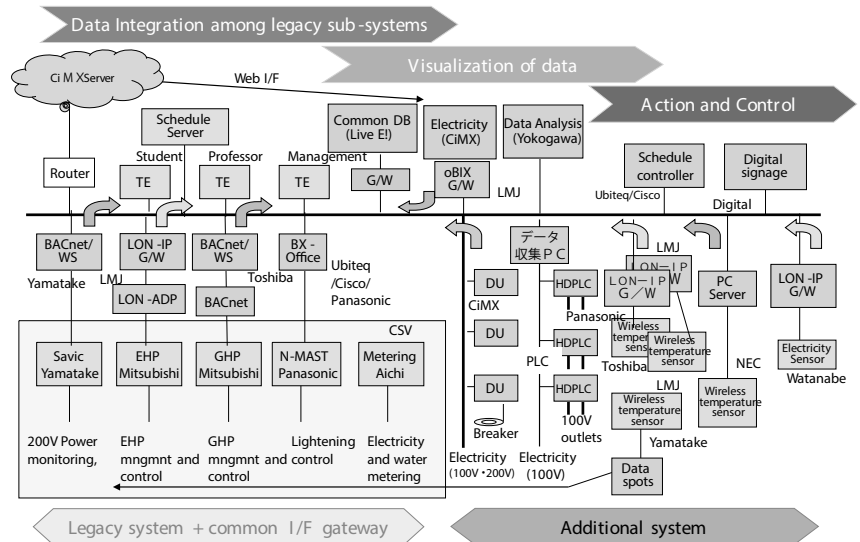 Data Integration among legacy sub-systems
Visualization of data
Action and Control
Ci M XServer
Web I/F
Schedule
Server
Common DB
(Live E!)
Electricity
(CiMX)
Data Analysis
(Yokogawa)
Schedule
controller
Digital
signage
Router
Student
Professor
Management
TE
TE
TE
G/W
oBIX
G/W
LMJ
Ubiteq/Cisco
Digital
BACnet/
WS
LON -IP
G/W
BACnet/
WS
BX -
Office
データ
収集PC
LMJ
LON－IP
G/W
LON－IP
G／W
PC
Server
LON -IP
G/W
Yamatake
LMJ
Toshiba
Ubiteq
/Cisco/
Panasonic
LON -ADP
BACnet
DU
CiMX
HDPLC
Panasonic
CSV
Savic
Yamatake
EHP
Mitsubishi
GHP
Mitsubishi
N-MAST
Panasonic
Metering
Aichi
DU
HDPLC
PLC
Wireless
temperature
sensor
Wireless
temperature
sensor
Toshiba
Electricity
Sensor
Watanabe
NEC
DU
HDPLC
LMJ
Wireless
temperature
sensor
Wireless
temperature
sensor
Breaker
100V
outlets
Yamatake
200V Power
monitoring,
EHP
mngmnt and
control
GHP
mngmnt and
control
Lightening
control
Electricity
and water
metering
Electricity
(100V・200V)
Electricity
(100V)
Data
spots
Legacy system + common I/F gateway
Additional system